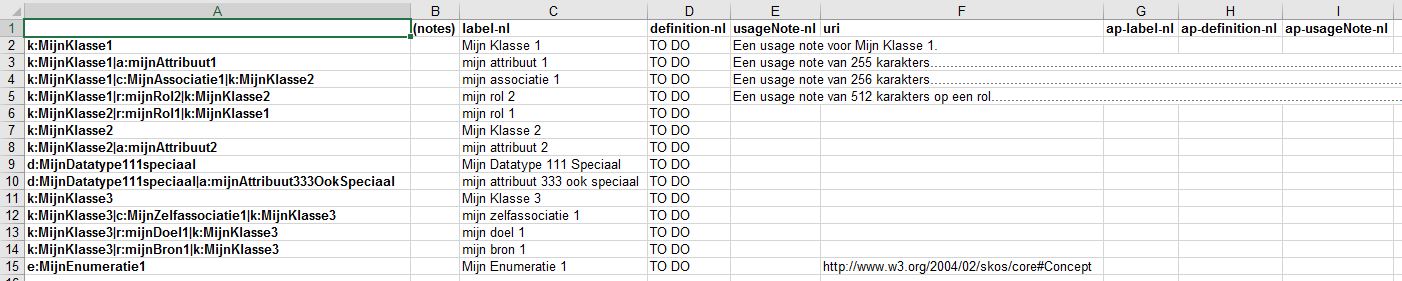 A B C D E F G H I
1 (notes) label-nl definition-nl usageNote-nl uri ap-label-nl ap-definition-nl ap-usageNote-nl
2 k:MijnKlasse1 Mijn Klasse 1 TO DO Een usage note voor Mijn Klasse 1.
3 k:MijnKlasse1|a:mijnAttribuut1 mijn attribuut 1 TO DO Een usage note van 255 karakters...
4 k:MijnKlasse1|c:MijnAssociatie1|k:MijnKlasse2 mijn associatie 1 TO DO Een usage note van 256 karakters...
5 k:MijnKlasse1|r:mijnRol2|k:MijnKlasse2 mijn rol 2 TO DO Een usage note van 512 karakters op een rol...
6 k:MijnKlasse2|r:mijnRol1|k:MijnKlasse1 mijn rol 1 TO DO
7 k:MijnKlasse2 Mijn Klasse 2 TO DO
8 k:MijnKlasse2|a:mijnAttribuut2 mijn attribuut 2 TO DO
9 d:MijnDatatype111speciaal Mijn Datatype 111 Speciaal TO DO
10 d:MijnDatatype111speciaal|a:mijnAttribuut333OokSpeciaal mijn attribuut 333 ook speciaal TO DO
11 k:MijnKlasse3 Mijn Klasse 3 TO DO
12 k:MijnKlasse3|c:MijnZelfassociatie1|k:MijnKlasse3 mijn zelfassociatie 1 TO DO
13 k:MijnKlasse3|r:mijnDoel1|k:MijnKlasse3 mijn doel 1 TO DO
14 k:MijnKlasse3|r:mijnBron1|k:MijnKlasse3 mijn bron 1 TO DO
15 e:MijnEnumeratie1 Mijn Enumeratie 1 TO DO http://www.w3.org/2004/02/skos/core#Concept